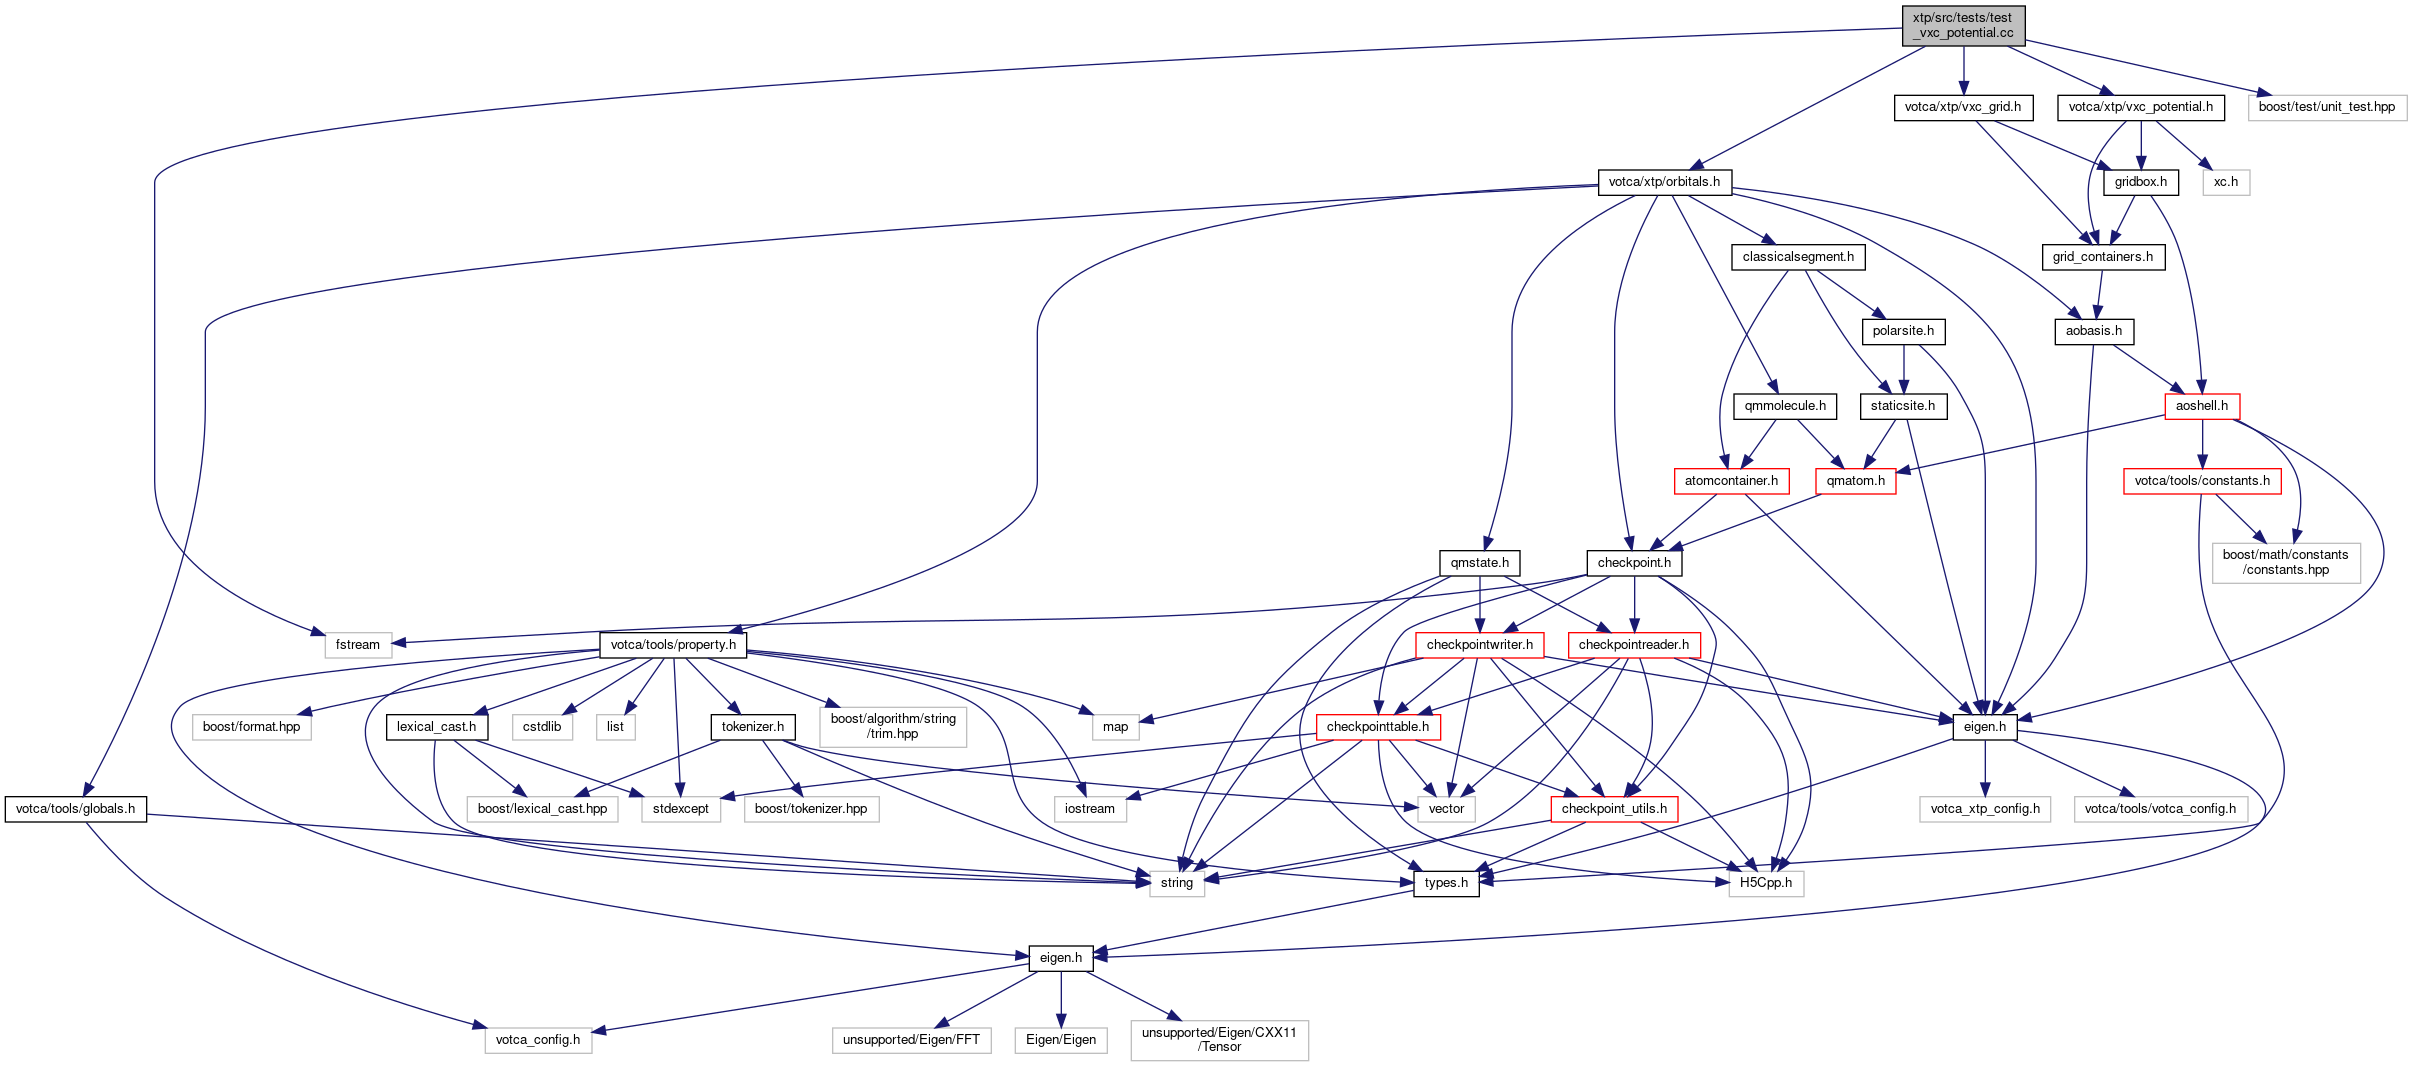 xtp/src/tests/test
_vxc_potential.cc
votca/xtp/vxc_grid.h
votca/xtp/vxc_potential.h
boost/test/unit_test.hpp
votca/xtp/orbitals.h
gridbox.h
xc.h
classicalsegment.h
grid_containers.h
polarsite.h
aobasis.h
qmmolecule.h
staticsite.h
aoshell.h
atomcontainer.h
qmatom.h
votca/tools/constants.h
qmstate.h
checkpoint.h
boost/math/constants
/constants.hpp
fstream
votca/tools/property.h
checkpointwriter.h
checkpointreader.h
boost/format.hpp
lexical_cast.h
cstdlib
list
tokenizer.h
boost/algorithm/string
/trim.hpp
map
checkpointtable.h
eigen.h
votca/tools/globals.h
boost/lexical_cast.hpp
stdexcept
boost/tokenizer.hpp
iostream
vector
checkpoint_utils.h
votca_xtp_config.h
votca/tools/votca_config.h
string
types.h
H5Cpp.h
eigen.h
votca_config.h
unsupported/Eigen/FFT
Eigen/Eigen
unsupported/Eigen/CXX11
/Tensor